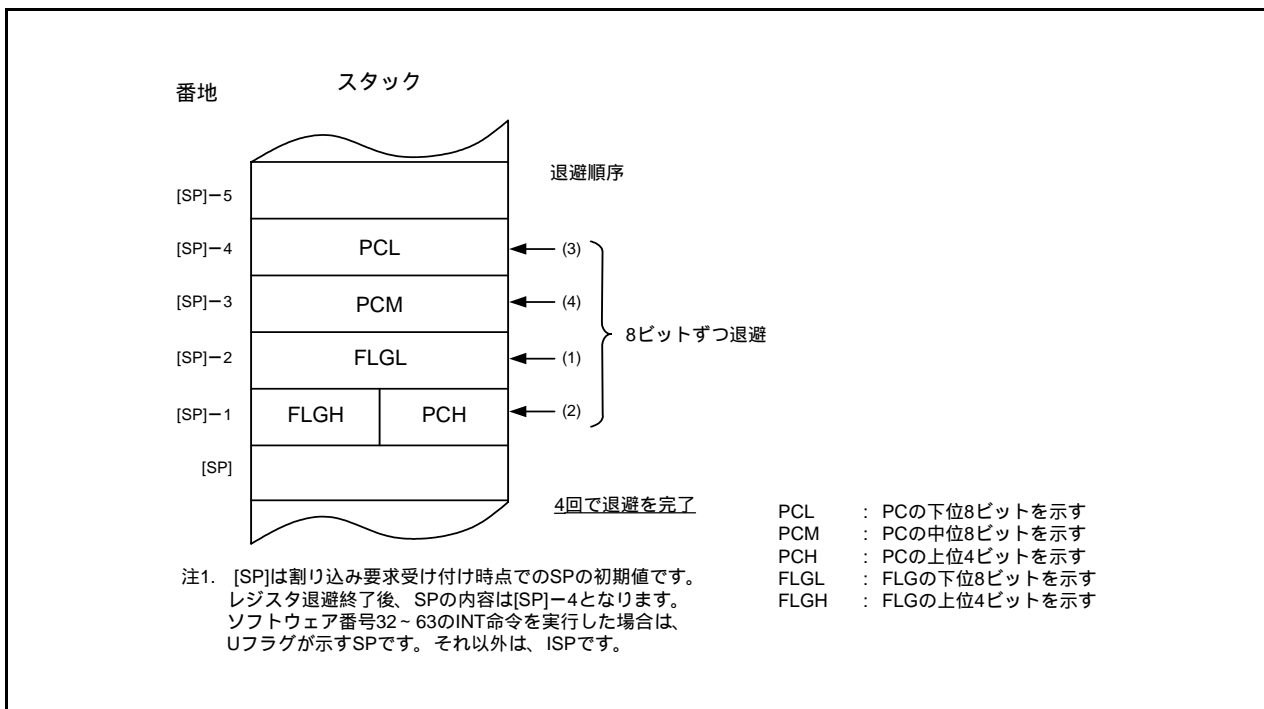 番地 スタック
退避順序
[SP]ー5
[SP]ー4 PCL (3)
[SP]ー3 PCM (4)
8ビットずつ退避
[SP]ー2 FLGL (1)
[SP]ー1 FLGH PCH (2)
[SP]
4回で退避を完了
PCL : PCの下位8ビットを示す
PCM : PCの中位8ビットを示す
PCH : PCの上位4ビットを示す
FLGL : FLGの下位8ビットを示す
FLGH : FLGの上位4ビットを示す
注1. [SP]は割り込み要求受け付け時点でのSPの初期値です。
レジスタ退避終了後、SPの内容は[SP]ー4となります。
ソフトウェア番号32~63のINT命令を実行した場合は、
Uフラグが示すSPです。それ以外は、ISPです。